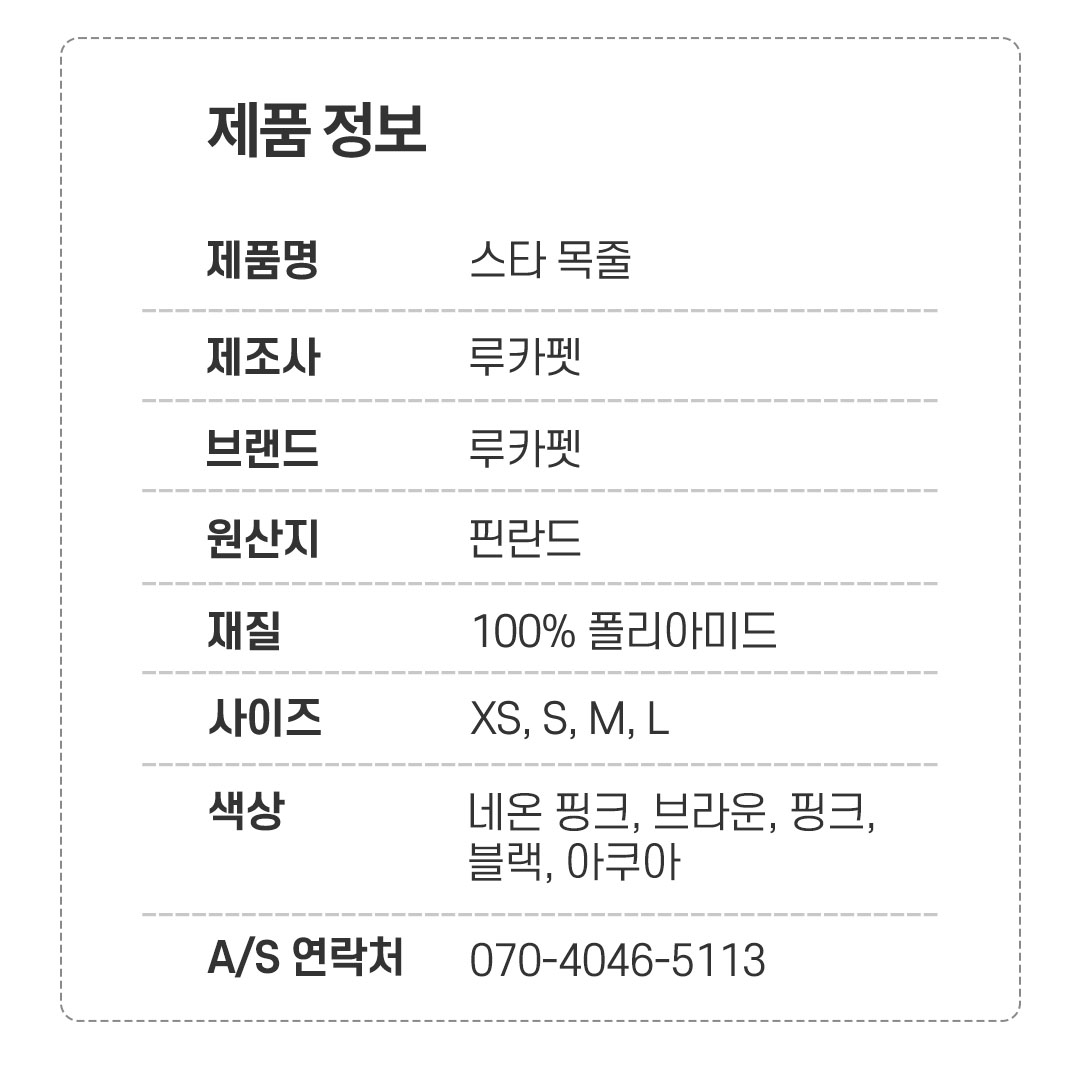 제품 정보
제품명 스타 목줄
제조사 루카펫
브랜드 루카펫
원산지 핀란드
재질 100% 폴리아미드
사이즈 XS, S, M, L
색상 네온 핑크, 브라운, 핑크,
블랙, 아쿠아
A/S 연락처 070-4046-5113